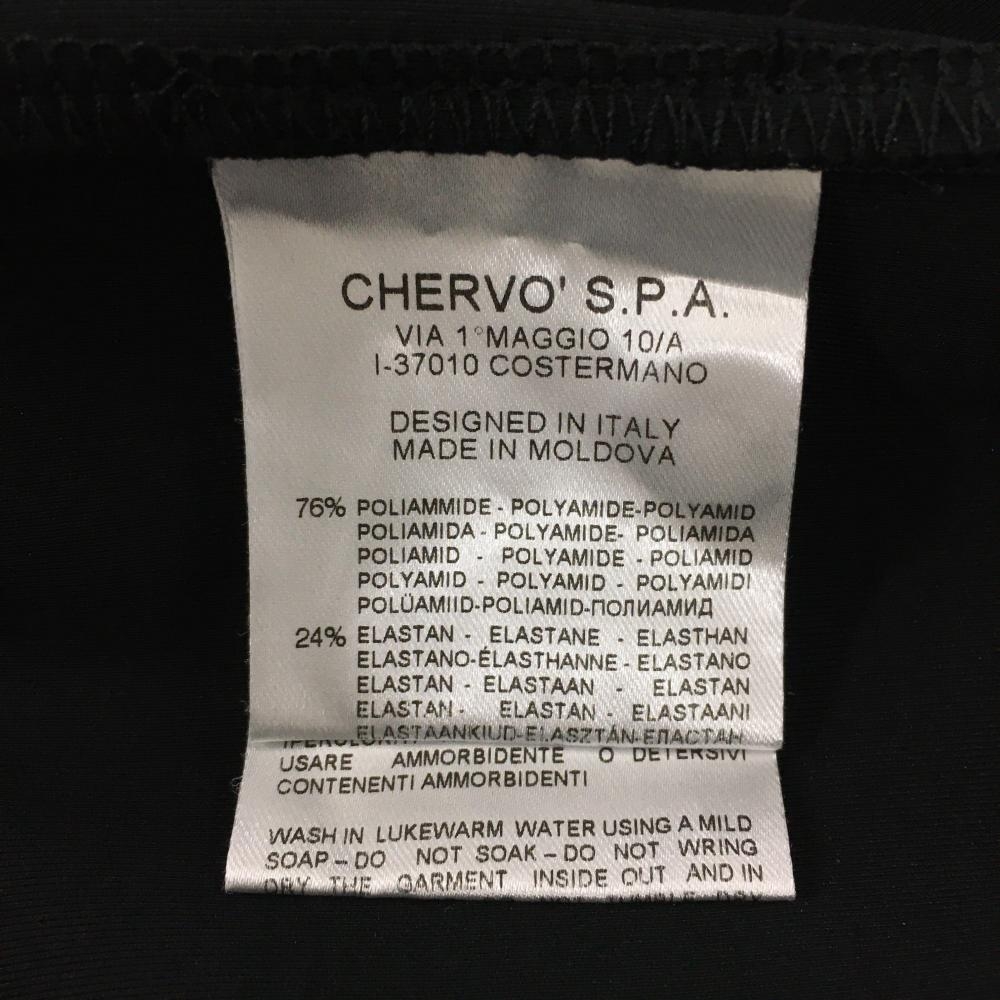 CHERVO' S.P.A.
VIA 1°MAGGIO 10/A
I-37010 COSTERMANO
DESIGNED IN ITALY
MADE IN MOLDOVA
76% POLIAMMIDE - POLYAMIDE-POLYAMID
POLIAMIDA - POLYAMIDE- POLIAMIDA
POLIAMID - POLYAMIDE - POLIAMID
POLYAMID - POLYAMID - POLYAMIDI
POLÜAMIID-POLIAMID-ПОЛИАМИД
24% ELASTAN - ELASTANE - ELASTHAN
ELASTANO-ÉLASTHANNE - ELASTANO
ELASTAN - ELASTAAN - ELASTAN
ELASTAN- ELASTAN - ELASTAANI
ELASTAANKIUD-ELASZTÁN-ЕПАСТАН
USARE AMMORBIDENTE O DETERSIVI
CONTENENTI AMMORBIDENTI
WASH IN LUKEWARM WATER USING A MILD
SOAP – DO NOT SOAK – DO NOT WRING
DRY THE GARMENT INSIDE OUT AND IN